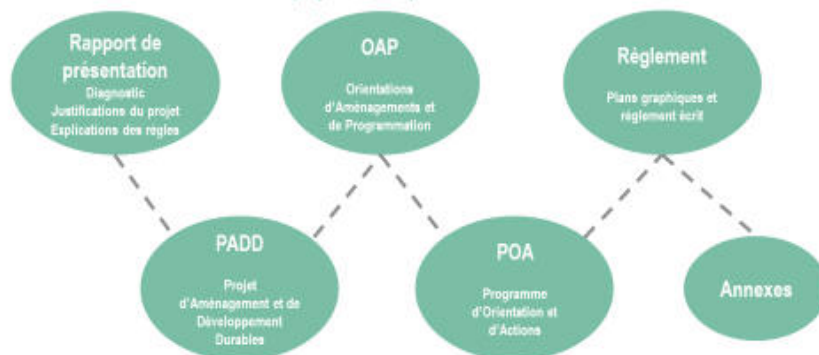 Rapport de
présentation
Diagnostic
Justifications du projet
Explications des règles
OAP
Orientations
d'Aménagements et
de Programmation
Règlement
Plans graphiques et
réglement écrit
PADD
Projet
d'Aménagement et de
Développement
Durables
POA
Programme
d'Orientation et
d'Actions
Annexes